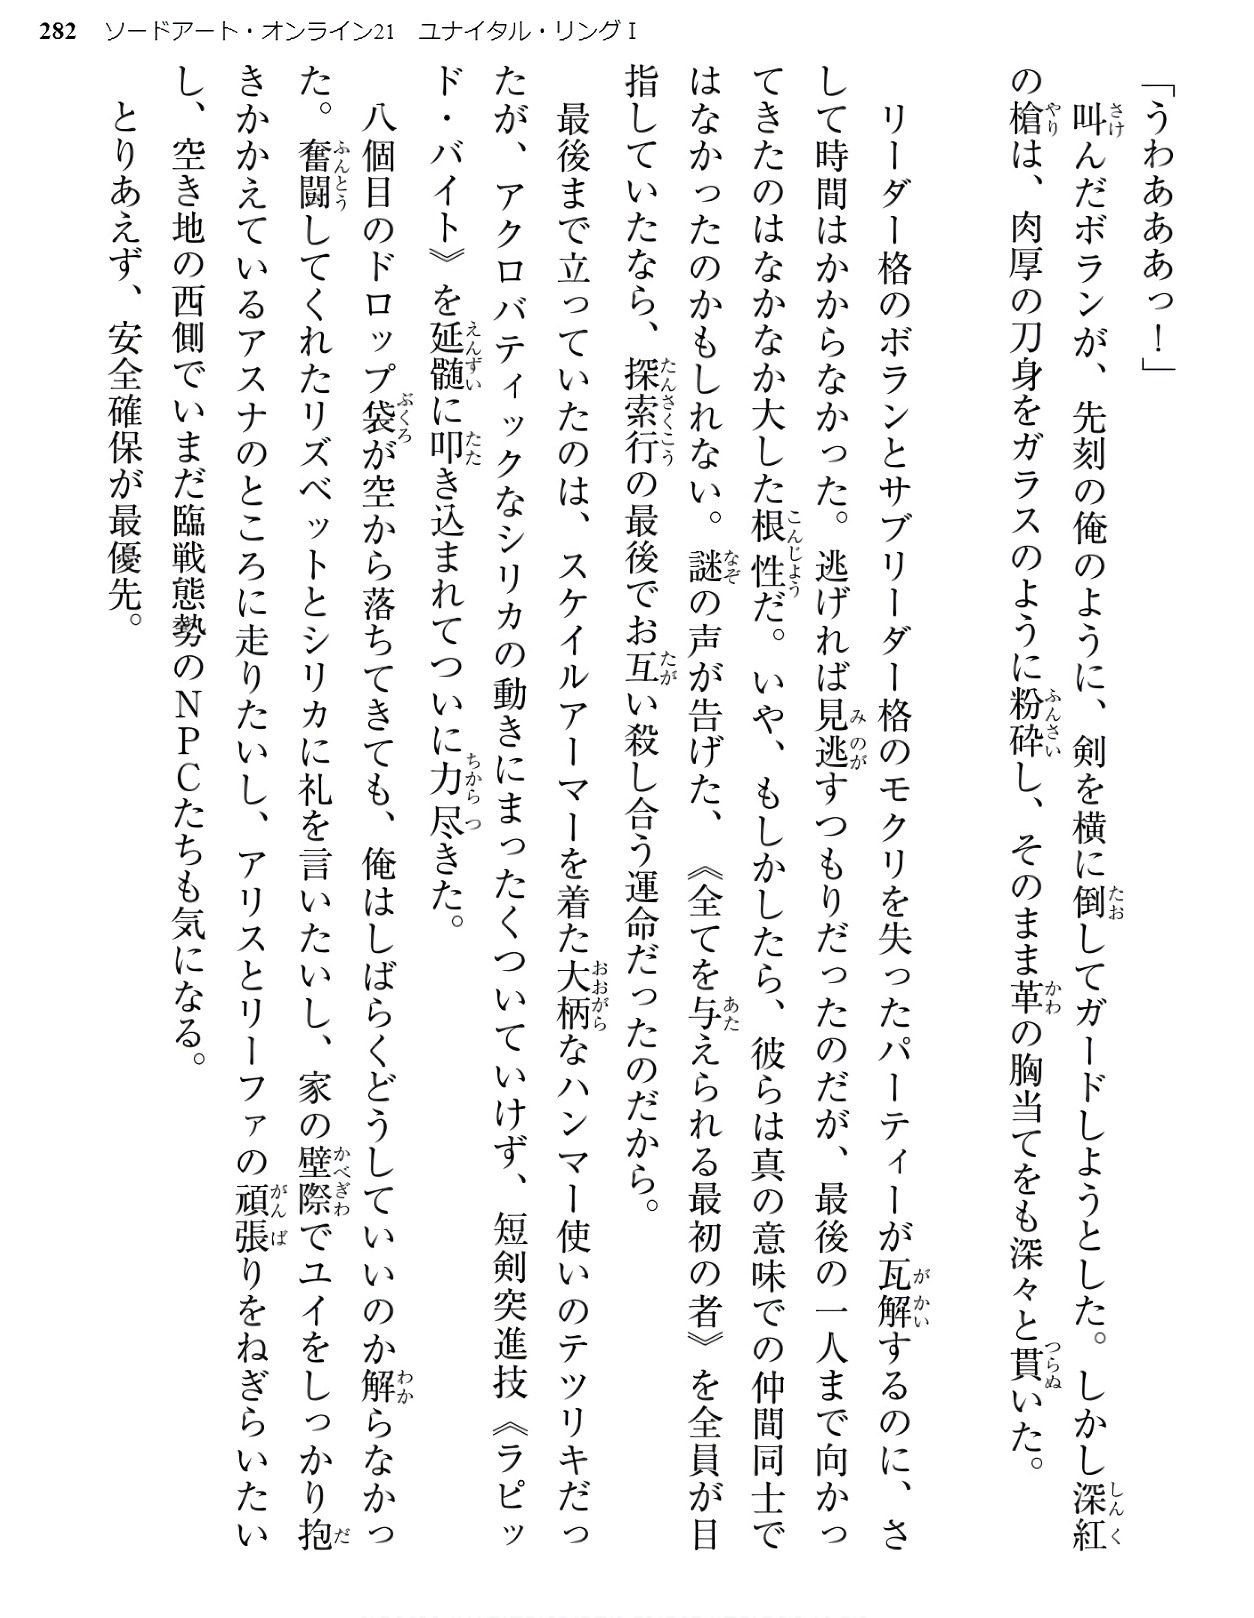 282 ソードアート・オンライン21 ユナイタル・リングⅠ
「うわあああっ！」
叫んだボランが、先刻の俺のように、剣を横に倒してガードしようとした。しかし深紅
の槍は、肉厚の刀身をガラスのように粉砕し、そのまま革の胸当てをも深々と貫いた。
リーダー格のボランとサブリーダー格のモクリを失ったパーティーが瓦解するのに、さ
して時間はかからなかった。逃げれば見逃すつもりだったのだが、最後の一人まで向かっ
てきたのはなかなか大した根性だ。いや、もしかしたら、彼らは真の意味での仲間同士で
はなかったのかもしれない。謎の声が告げた、《全てを与えられる最初の者》を全員が目
指していたなら、探索行の最後でお互い殺し合う運命だったのだから。
最後まで立っていたのは、スケイルアーマーを着た大柄なハンマー使いのテツリキだっ
たが、アクロバティックなシリカの動きにまったくついていけず、短剣突進技《ラピッ
ド・バイト》を延髄に叩き込まれてついに力尽きた。
八個目のドロップ袋が空から落ちてきても、俺はしばらくどうしていいのか解らなかっ
た。奮闘してくれたリズベットとシリカに礼を言いたいし、家の壁際でユイをしっかり抱
きかかえているアスナのところに走りたいし、アリスとリーファの頑張りをねぎらいたい
し、空き地の西側でいまだ臨戦態勢のＮＰＣたちも気になる。
とりあえず、安全確保が最優先。